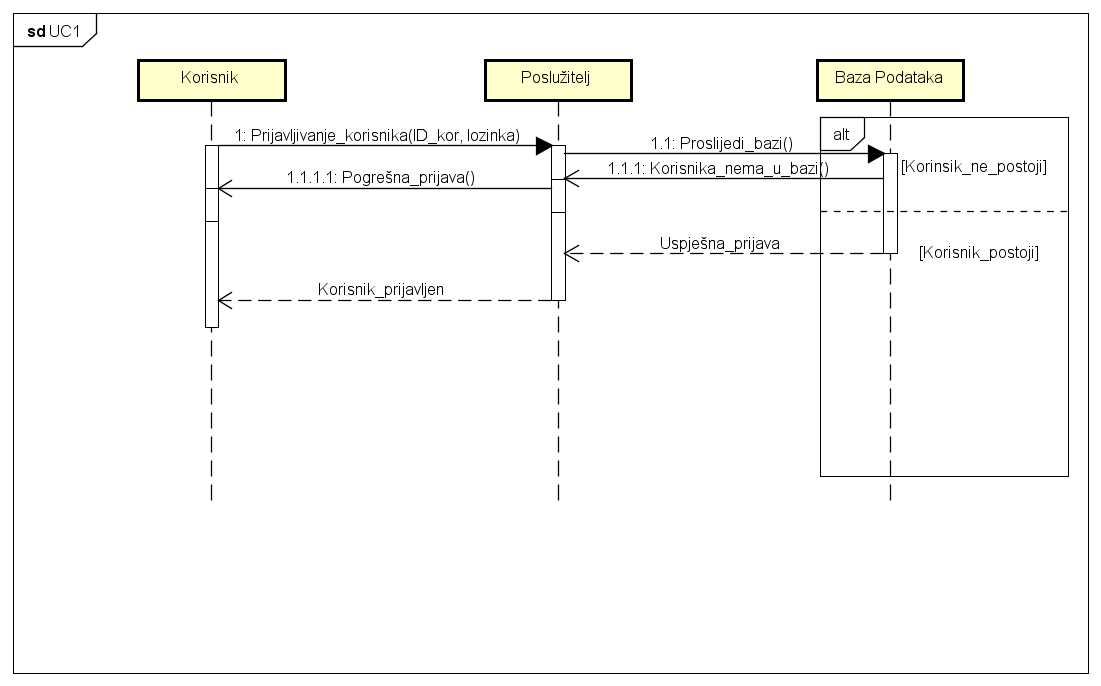 sd UC1
Korisnik
Poslužitelj
Baza Podataka
alt
1: Prijavljivanje_korisnika(ID_kor, lozinka)
1.1: Proslijedi_bazi()
[Korinsik_ne_postoji]
1.1.1: Korisnika_nema_u_bazi()
1.1.1.1: Pogrešna_prijava()
Uspješna_prijava
[Korisnik_postoji]
Korisnik_prijavljen